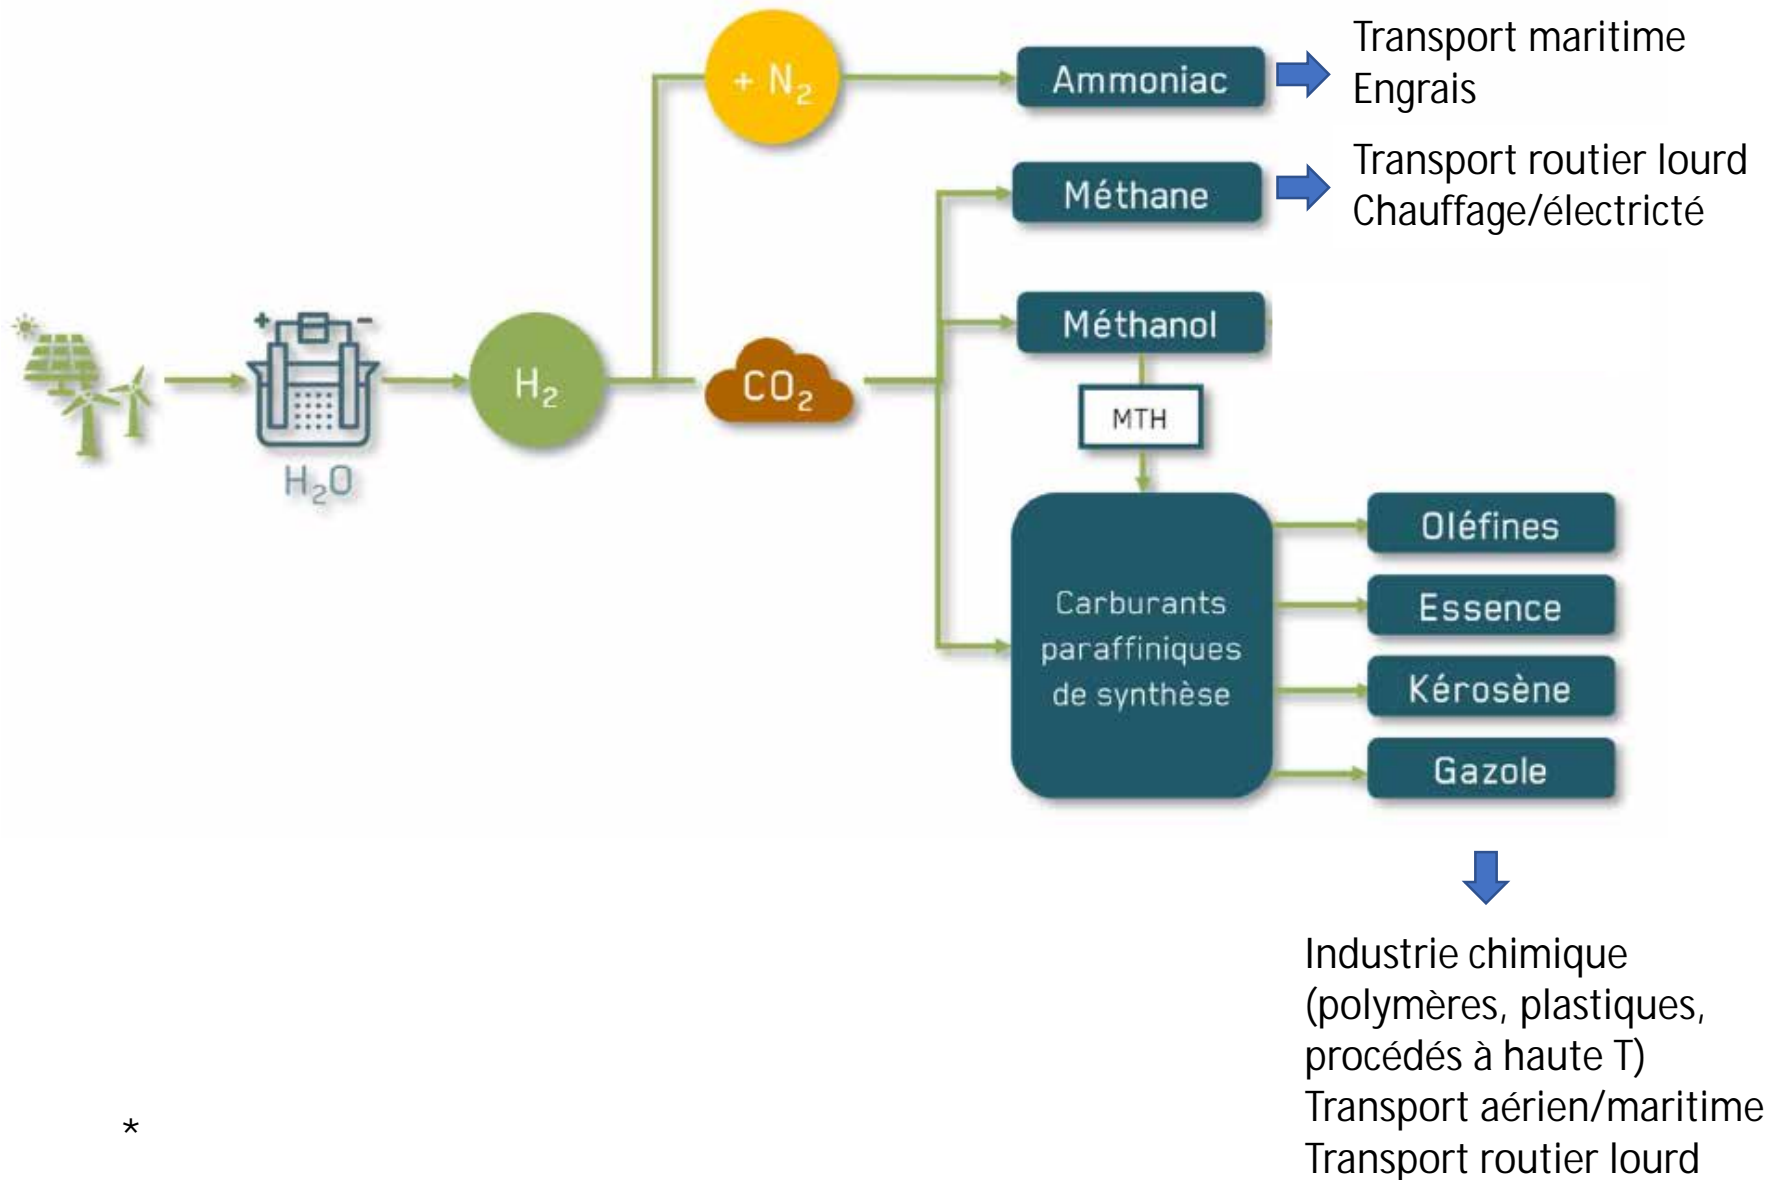 + N₂
Ammoniac
Transport maritime
Engrais
Méthane
Transport routier lourd
Chauffage/électricté
Méthanol
+ -
H₂O
H₂
CO₂
MTH
Carburants
paraffiniques
de synthèse
Oléfines
Essence
Kérosène
Gazole
Industrie chimique
(polymères, plastiques,
procédés à haute T)
Transport aérien/maritime
Transport routier lourd
*